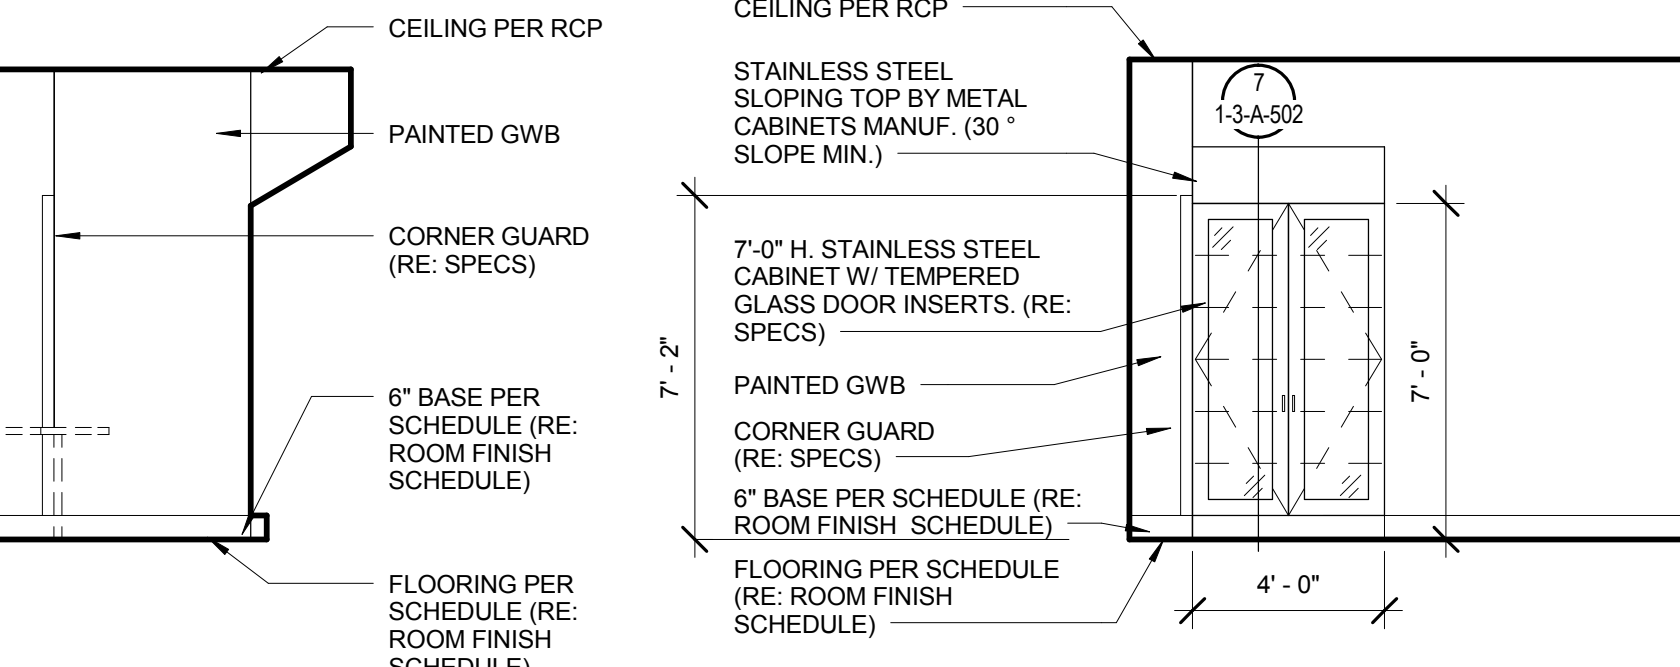 CEILING PER RCP
PAINTED GWB
CORNER GUARD
(RE: SPECS)
6" BASE PER
SCHEDULE (RE:
ROOM FINISH
SCHEDULE)
FLOORING PER
SCHEDULE (RE:
ROOM FINISH
SCHEDULE)
CEILING PER RCP
STAINLESS STEEL
SLOPING TOP BY METAL
CABINETS MANUF. (30 °
SLOPE MIN.)
7'-0" H. STAINLESS STEEL
CABINET W/ TEMPERED
GLASS DOOR INSERTS. (RE:
SPECS)
PAINTED GWB
CORNER GUARD
(RE: SPECS)
6" BASE PER SCHEDULE (RE:
ROOM FINISH  SCHEDULE)
FLOORING PER SCHEDULE
(RE: ROOM FINISH
SCHEDULE)
7' - 2"
7
1-3-A-502
7' - 0"
4' - 0"